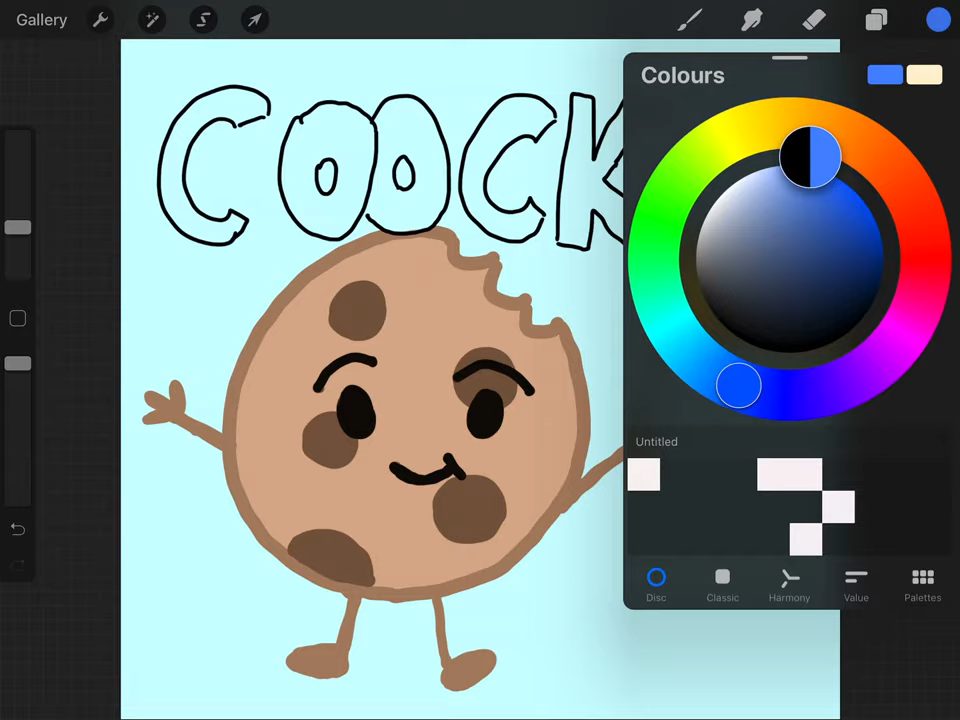 Gallery
Colours
COOCK
Untitled
Disc Classic Harmony Value Palettes